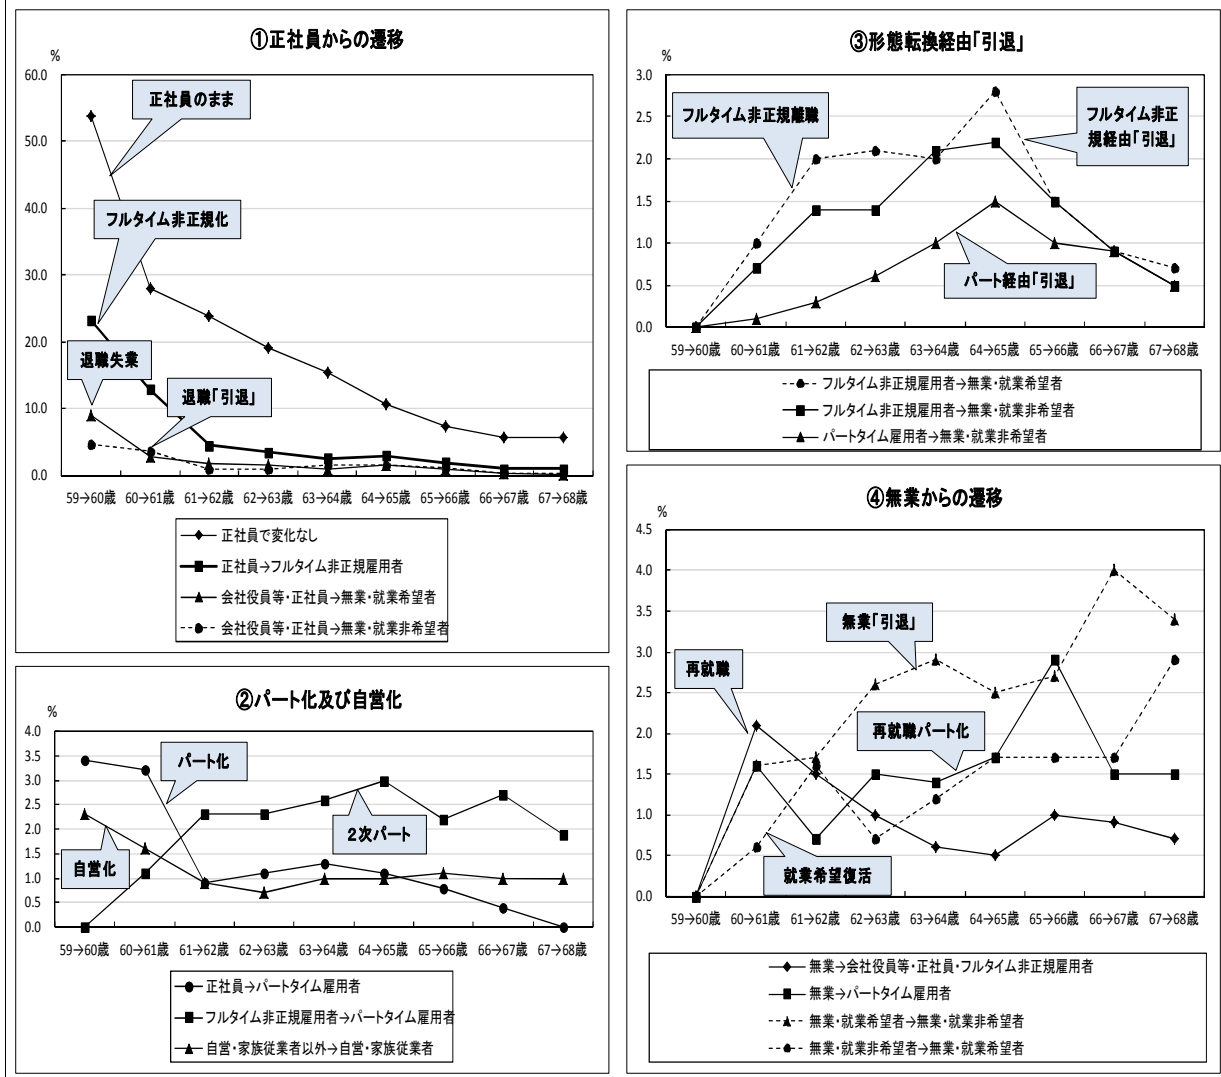 ①正社員からの遷移
%
60.0
正社員のまま
50.0
40.0
フルタイム非正規化
30.0
20.0
退職失業
退職「引退」
10.0
0.0
59→60歳 60→61歳 61→62歳 62→63歳 63→64歳 64→65歳 65→66歳 66→67歳 67→68歳
正社員で変化なし
正社員→フルタイム非正規雇用者
会社役員等・正社員→無業・就業希望者
会社役員等・正社員→無業・就業非希望者
②パート化及び自営化
%
4.0
3.5
パート化
3.0
2.5
2.0
2次パート
1.5
自営化
1.0
0.5
0.0
59→60歳 60→61歳 61→62歳 62→63歳 63→64歳 64→65歳 65→66歳 66→67歳 67→68歳
正社員→パートタイム雇用者
フルタイム非正規雇用者→パートタイム雇用者
自営・家族従業者以外→自営・家族従業者
③形態転換経由「引退」
%
3.0
フルタイム非正規離職
フルタイム非正
規経由「引退」
2.5
2.0
1.5
1.0
パート経由「引退」
0.5
0.0
59→60歳 60→61歳 61→62歳 62→63歳 63→64歳 64→65歳 65→66歳 66→67歳 67→68歳
フルタイム非正規雇用者→無業・就業希望者
フルタイム非正規雇用者→無業・就業非希望者
パートタイム雇用者→無業・就業非希望者
④無業からの遷移
%
4.5
4.0
3.5
無業「引退」
3.0
再就職
2.5
再就職パート化
2.0
1.5
1.0
0.5
就業希望復活
0.0
59→60歳 60→61歳 61→62歳 62→63歳 63→64歳 64→65歳 65→66歳 66→67歳 67→68歳
無業→会社役員等・正社員・フルタイム非正規雇用者
無業→パートタイム雇用者
無業・就業希望者→無業・就業非希望者
無業・就業非希望者→無業・就業希望者